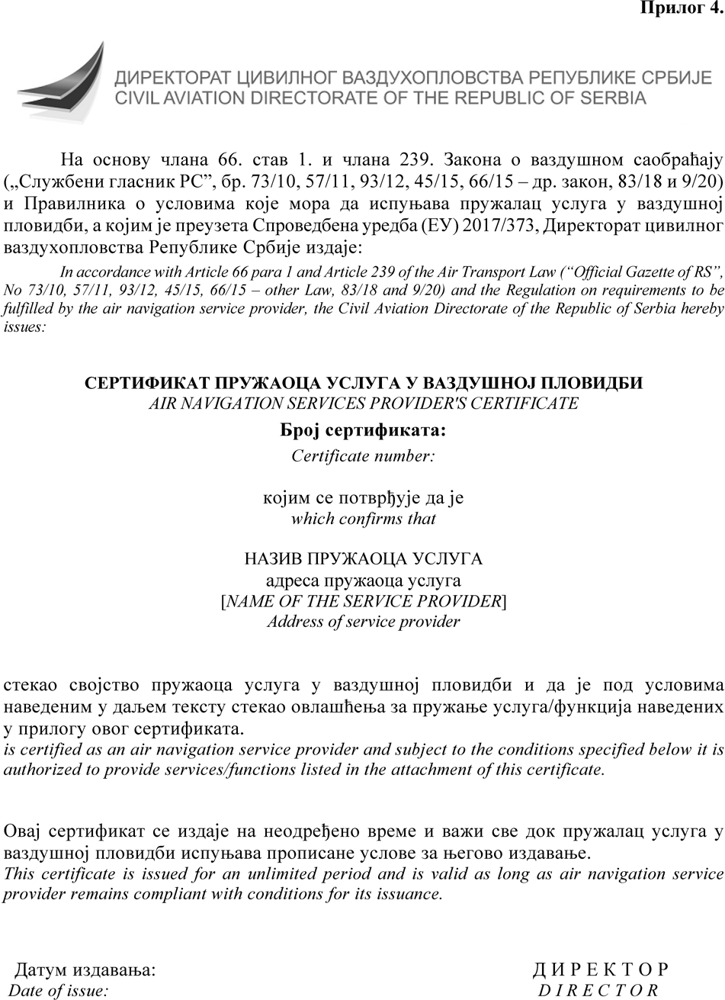 Прилог 4.
ДИРЕКТОРАТ ЦИВИЛНОГ ВАЗДУХОПЛОВСТВА РЕПУБЛИКЕ СРБИЈЕ
CIVIL AVIATION DIRECTORATE OF THE REPUBLIC OF SERBIA
На основу члана 66. став 1. и члана 239. Закона о ваздушном саобраћају
(„Службени гласник РС”, бр. 73/10, 57/11, 93/12, 45/15, 66/15 – др. закон, 83/18 и 9/20)
и Правилника о условима које мора да испуњава пружалац услуга у ваздушној
пловидби, а којим је преузета Спроведбена уредба (ЕУ) 2017/373, Директорат цивилног
ваздухопловства Републике Србије издаје:
In accordance with Article 66 para 1 and Article 239 of the Air Transport Law (“Official Gazette of RS”,
No 73/10, 57/11, 93/12, 45/15, 66/15 – other Law, 83/18 and 9/20) and the Regulation on requirements to be
fulfilled by the air navigation service provider, the Civil Aviation Directorate of the Republic of Serbia hereby
issues:
СЕРТИФИКАТ ПРУЖАОЦА УСЛУГА У ВАЗДУШНОЈ ПЛОВИДБИ
AIR NAVIGATION SERVICES PROVIDER'S CERTIFICATE
Број сертификата:
Certificate number:
којим се потврђује да је
which confirms that
НАЗИВ ПРУЖАОЦА УСЛУГА
адреса пружаоца услуга
[NAME OF THE SERVICE PROVIDER]
Address of service provider
стекао својство пружаоца услуга у ваздушној пловидби и да је под условима
наведеним у даљем тексту стекао овлашћења за пружање услуга/функција наведених
у прилогу овог сертификата.
is certified as an air navigation service provider and subject to the conditions specified below it is
authorized to provide services/functions listed in the attachment of this certificate.
Овај сертификат се издаје на неодређено време и важи све док пружалац услуга у
ваздушној пловидби испуњава прописане услове за његово издавање.
This certificate is issued for an unlimited period and is valid as long as air navigation service
provider remains compliant with conditions for its issuance.
Датум издавања: Д И Р Е К Т О Р
Date of issue: D I R E C T O R